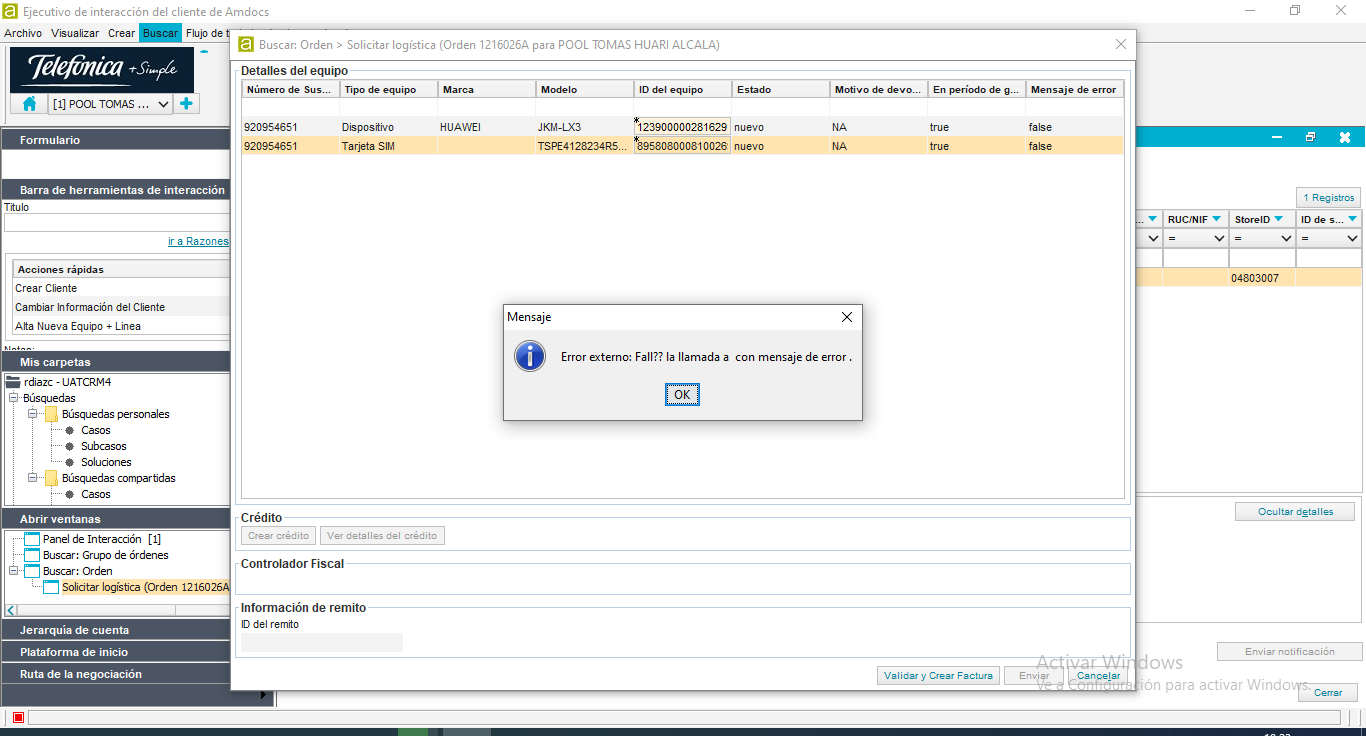 Ejecutivo de interacción del cliente de Amdocs
Archivo Visualizar Crear Buscar Flujo de
Telefónica +Simple
[1] POOL TOMAS ...
Buscar: Orden > Solicitar logística (Orden 1216026A para POOL TOMAS HUARI ALCALA)
Detalles del equipo
Número de Sus... Tipo de equipo Marca Modelo ID del equipo Estado Motivo de devo... En período de g... Mensaje de error
920954651 Dispositivo HUAWEI JKM-LX3 *123900000281629 nuevo NA true false
920954651 Tarjeta SIM TSPE4128234R5... *895808000810026 nuevo NA true false
Formulario
Barra de herramientas de interacción
Título
ir a Razones
Acciones rápidas
Crear Cliente
Cambiar Información del Cliente
Alta Nueva Equipo + Linea
Notas:
Mis carpetas
rdiazc - UATCRM4
Búsquedas
Búsquedas personales
Casos
Subcasos
Soluciones
Búsquedas compartidas
Casos
Abrir ventanas
Panel de Interacción [1]
Buscar: Grupo de órdenes
Buscar: Orden
Solicitar logística (Orden 1216026A
Jerarquía de cuenta
Plataforma de inicio
Ruta de la negociación
Mensaje
Error externo: Fall?? la llamada a con mensaje de error .
OK
Crédito
Crear crédito Ver detalles del crédito
Controlador Fiscal
Información de remito
ID del remito
Validar y Crear Factura Enviar Cancelar
1 Registros
... RUC/NIF StoreID ID de s...
= = =
04803007
Ocultar detalles
Enviar notificación
Activar Windows
Ve a Configuración para activar Windows.
Cerrar